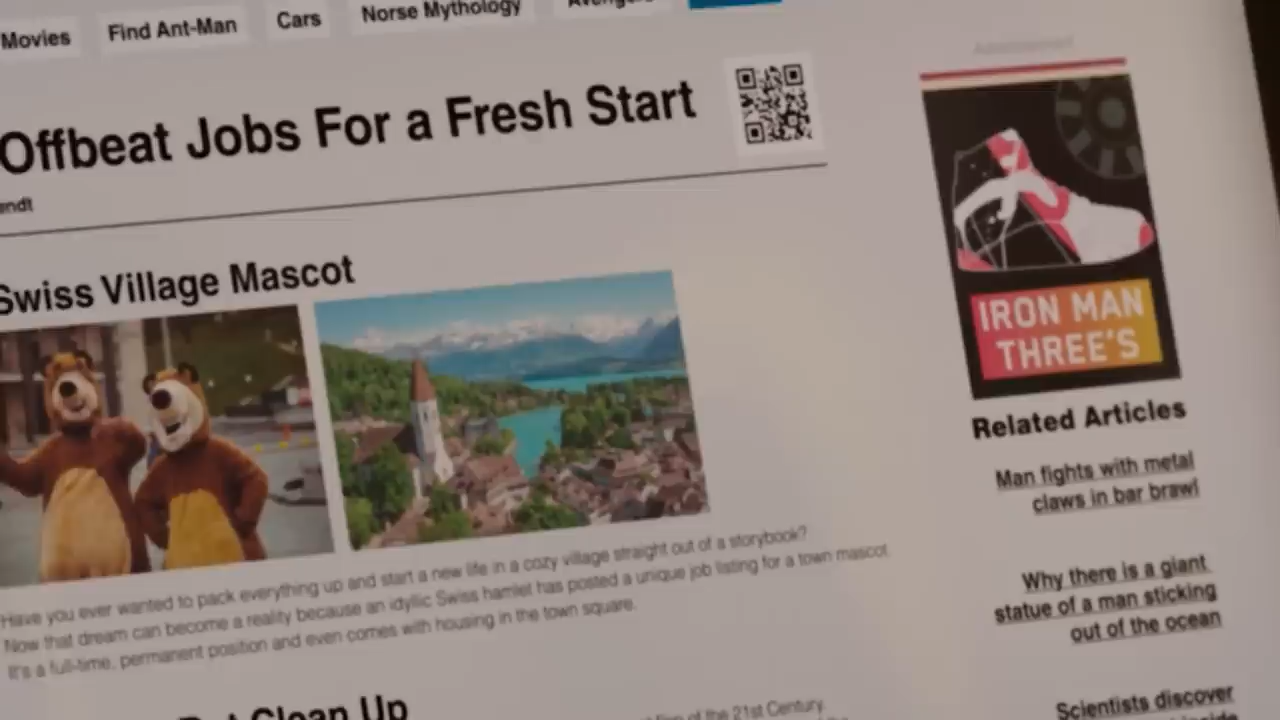 Movies
Find Ant-Man
Cars
Norse Mythology
Offbeat Jobs For a Fresh Start
endt
Swiss Village Mascot
Have you ever wanted to pack everything up and start a new life in a cozy village straight out of a storybook?
Now that dream can become a reality because an idyllic Swiss hamlet has posted a unique job listing for a town mascot.
It's a full-time, permanent position and even comes with housing in the town square.
Clean Up
of the 21st Century.
IRON MAN
THREE'S
Related Articles
Man fights with metal
claws in bar brawl
Why there is a giant
statue of a man sticking
out of the ocean
Scientists discover